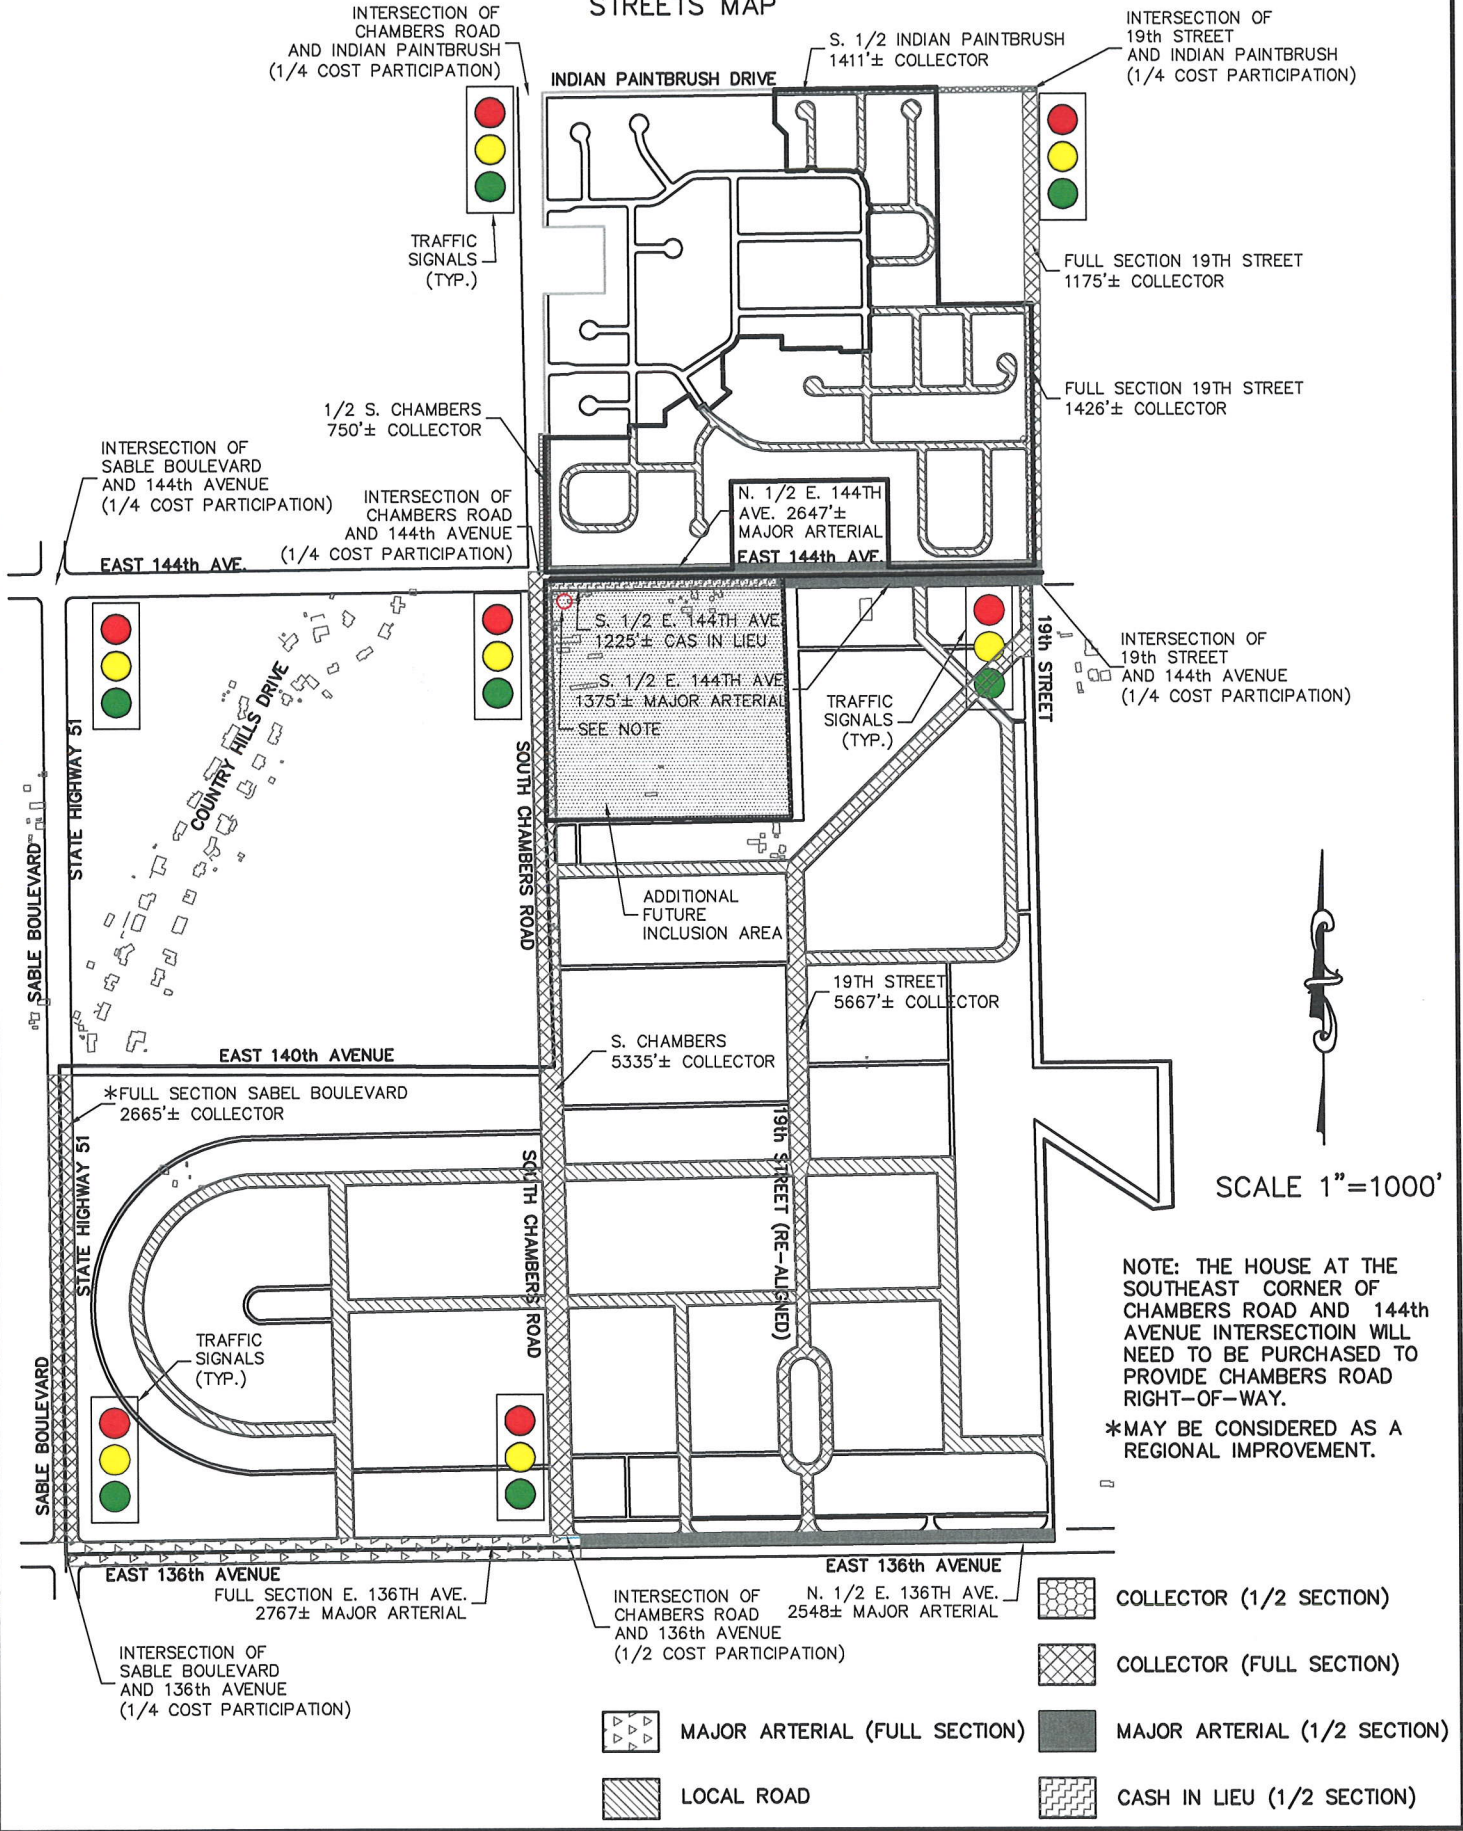 STREETS MAP
INTERSECTION OF
CHAMBERS ROAD
AND INDIAN PAINTBRUSH
(1/4 COST PARTICIPATION)
INDIAN PAINTBRUSH DRIVE
S. 1/2 INDIAN PAINTBRUSH
1411'± COLLECTOR
INTERSECTION OF
19th STREET
AND INDIAN PAINTBRUSH
(1/4 COST PARTICIPATION)
TRAFFIC
SIGNALS
(TYP.)
FULL SECTION 19TH STREET
1175'± COLLECTOR
FULL SECTION 19TH STREET
1426'± COLLECTOR
1/2 S. CHAMBERS
750'± COLLECTOR
INTERSECTION OF
SABLE BOULEVARD
AND 144th AVENUE
(1/4 COST PARTICIPATION)
INTERSECTION OF
CHAMBERS ROAD
AND 144th AVENUE
(1/4 COST PARTICIPATION)
N. 1/2 E. 144TH
AVE. 2647'±
MAJOR ARTERIAL
EAST 144th AVE.
EAST 144th AVE.
S. 1/2 E. 144TH AVE
1225'± CAS IN LIEU
S. 1/2 E. 144TH AVE
1375'± MAJOR ARTERIAL
SEE NOTE
TRAFFIC
SIGNALS
(TYP.)
19th STREET
INTERSECTION OF
19th STREET
AND 144th AVENUE
(1/4 COST PARTICIPATION)
COUNTRY HILLS DRIVE
STATE HIGHWAY 51
SABLE BOULEVARD
SOUTH CHAMBERS ROAD
ADDITIONAL
FUTURE
INCLUSION AREA
19TH STREET
5667'± COLLECTOR
S. CHAMBERS
5335'± COLLECTOR
EAST 140th AVENUE
*FULL SECTION SABEL BOULEVARD
2665'± COLLECTOR
STATE HIGHWAY 51
SOUTH CHAMBERS ROAD
19th STREET (RE-ALIGNED)
SCALE 1"=1000'
NOTE: THE HOUSE AT THE
SOUTHEAST CORNER OF
CHAMBERS ROAD AND 144th
AVENUE INTERSECTIOIN WILL
NEED TO BE PURCHASED TO
PROVIDE CHAMBERS ROAD
RIGHT-OF-WAY.
*MAY BE CONSIDERED AS A
REGIONAL IMPROVEMENT.
TRAFFIC
SIGNALS
(TYP.)
SABLE BOULEVARD
EAST 136th AVENUE
FULL SECTION E. 136TH AVE.
2767± MAJOR ARTERIAL
EAST 136th AVENUE
N. 1/2 E. 136TH AVE.
2548± MAJOR ARTERIAL
INTERSECTION OF
CHAMBERS ROAD
AND 136th AVENUE
(1/2 COST PARTICIPATION)
INTERSECTION OF
SABLE BOULEVARD
AND 136th AVENUE
(1/4 COST PARTICIPATION)
COLLECTOR (1/2 SECTION)
COLLECTOR (FULL SECTION)
MAJOR ARTERIAL (FULL SECTION)
MAJOR ARTERIAL (1/2 SECTION)
LOCAL ROAD
CASH IN LIEU (1/2 SECTION)